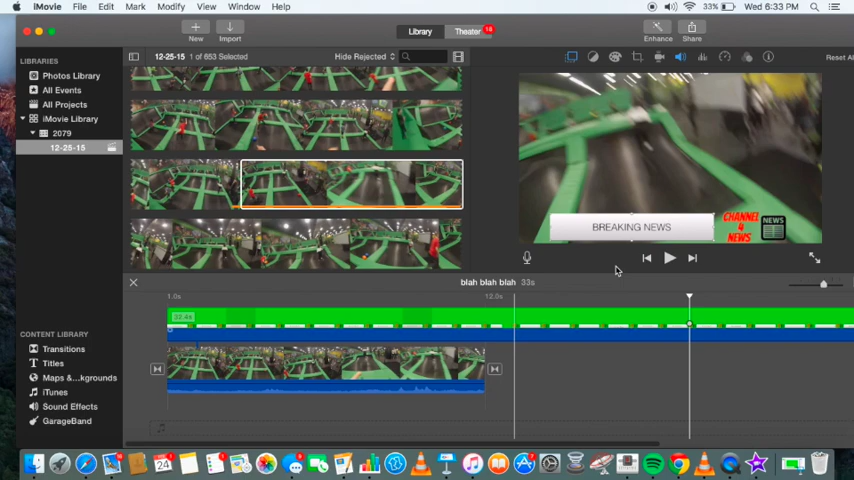 iMovie File Edit Mark Modify View Window Help
33% Wed 6:33 PM
New
Import
Library
Theater
Enhance
Share
LIBRARIES
12-25-15 1 of 653 Selected
Hide Rejected
Reset All
Photos Library
All Events
All Projects
iMovie Library
2079
12-25-15
BREAKING NEWS
CHANNEL
4
NEWS
NEWS
blah blah blah 33s
1.0s
12.0s
32.4s
CONTENT LIBRARY
Transitions
T Titles
Maps &...kgrounds
iTunes
Sound Effects
GarageBand